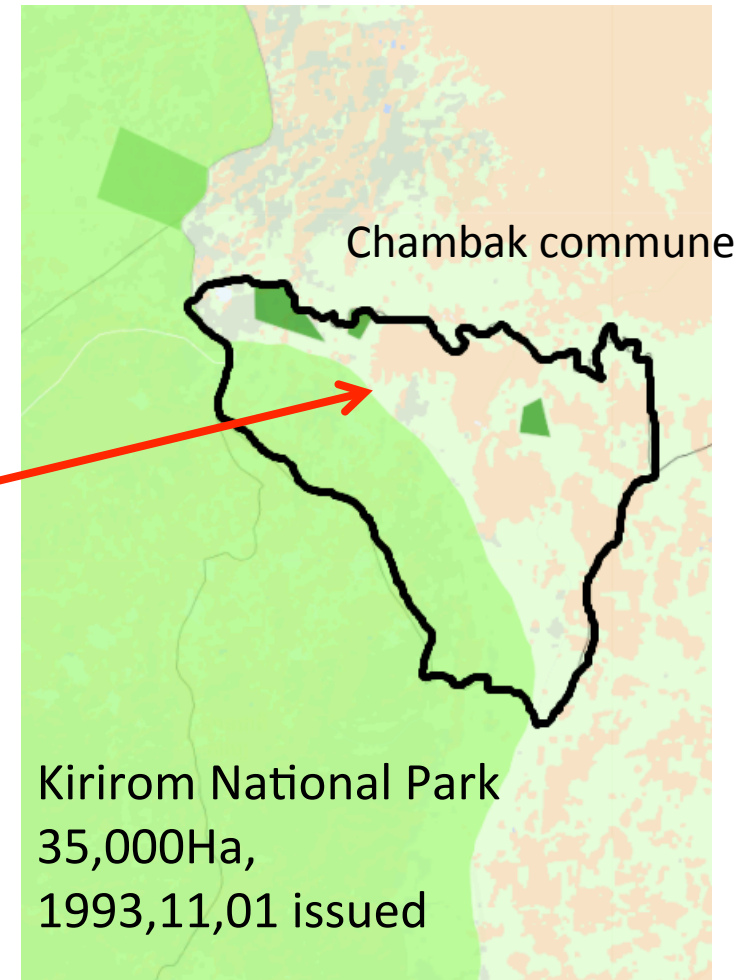 Chambak commune
Kirirom National Park
35,000Ha,
1993,11,01 issued